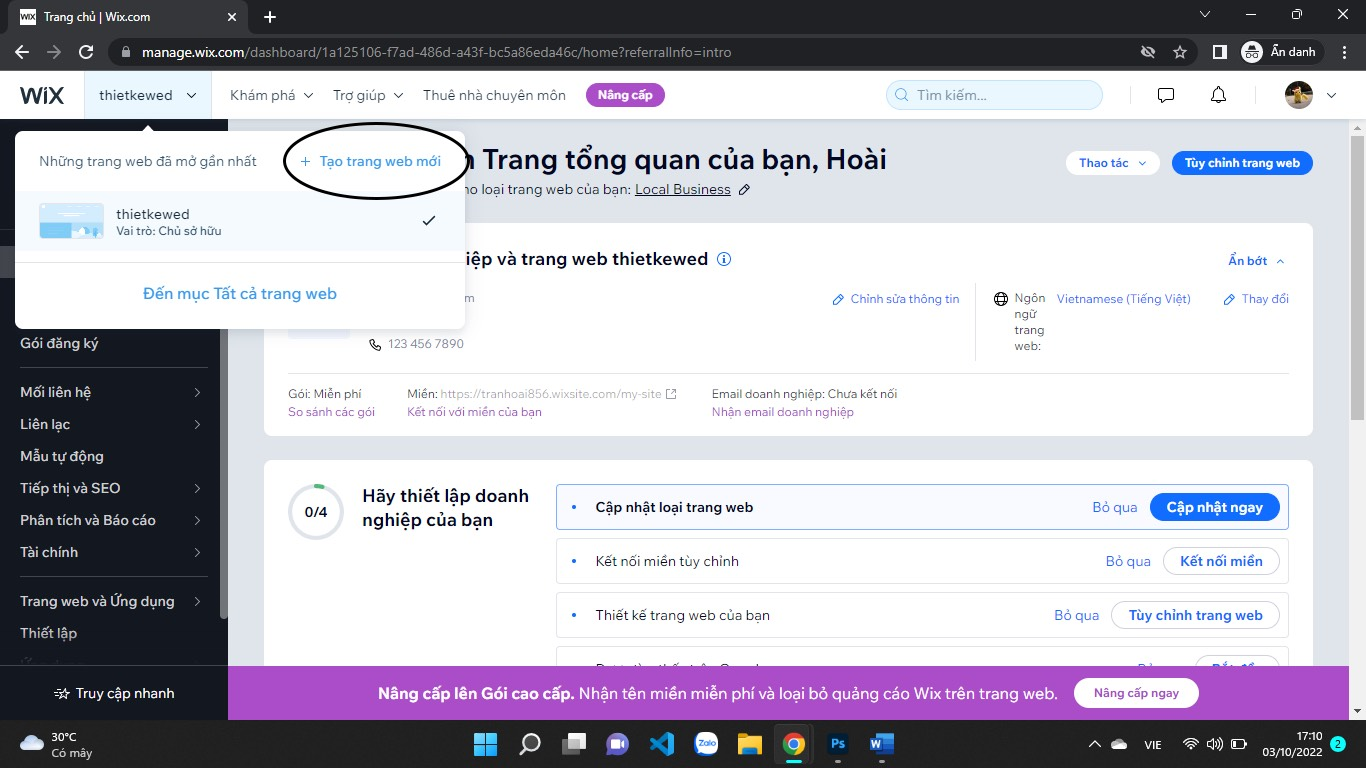 WIX Trang chủ | Wix.com
manage.wix.com/dashboard/1a125106-f7ad-486d-a43f-bc5a86eda46c/home?referralInfo=intro
Ẩn danh
WIX thietkewed Khám phá Trợ giúp Thuê nhà chuyên môn Nâng cấp Tìm kiếm...
Những trang web đã mở gần nhất + Tạo trang web mới
thietkewed
Vai trò: Chủ sở hữu
Đến mục Tất cả trang web
Trang tổng quan của bạn, Hoài
Thao tác Tùy chỉnh trang web
loại trang web của bạn: Local Business
và trang web thietkewed
Ẩn bớt
Chỉnh sửa thông tin
Ngôn
ngữ
trang
web:
Vietnamese (Tiếng Việt) Thay đổi
123 456 7890
Gói: Miễn phí Miền: https://tranhoai856.wixsite.com/my-site Email doanh nghiệp: Chưa kết nối
So sánh các gói Kết nối với miền của bạn Nhận email doanh nghiệp
Gói đăng ký
Mối liên hệ
Liên lạc
Mẫu tự động
Tiếp thị và SEO
Phân tích và Báo cáo
Tài chính
Trang web và Ứng dụng
Thiết lập
Truy cập nhanh
0/4
Hãy thiết lập doanh
nghiệp của bạn
Cập nhật loại trang web Bỏ qua Cập nhật ngay
Kết nối miền tùy chỉnh Bỏ qua Kết nối miền
Thiết kế trang web của bạn Bỏ qua Tùy chỉnh trang web
Nâng cấp lên Gói cao cấp. Nhận tên miền miễn phí và loại bỏ quảng cáo Wix trên trang web. Nâng cấp ngay
30°C
Có mây
Zalo
Ps
W
VIE
17:10
03/10/2022
2